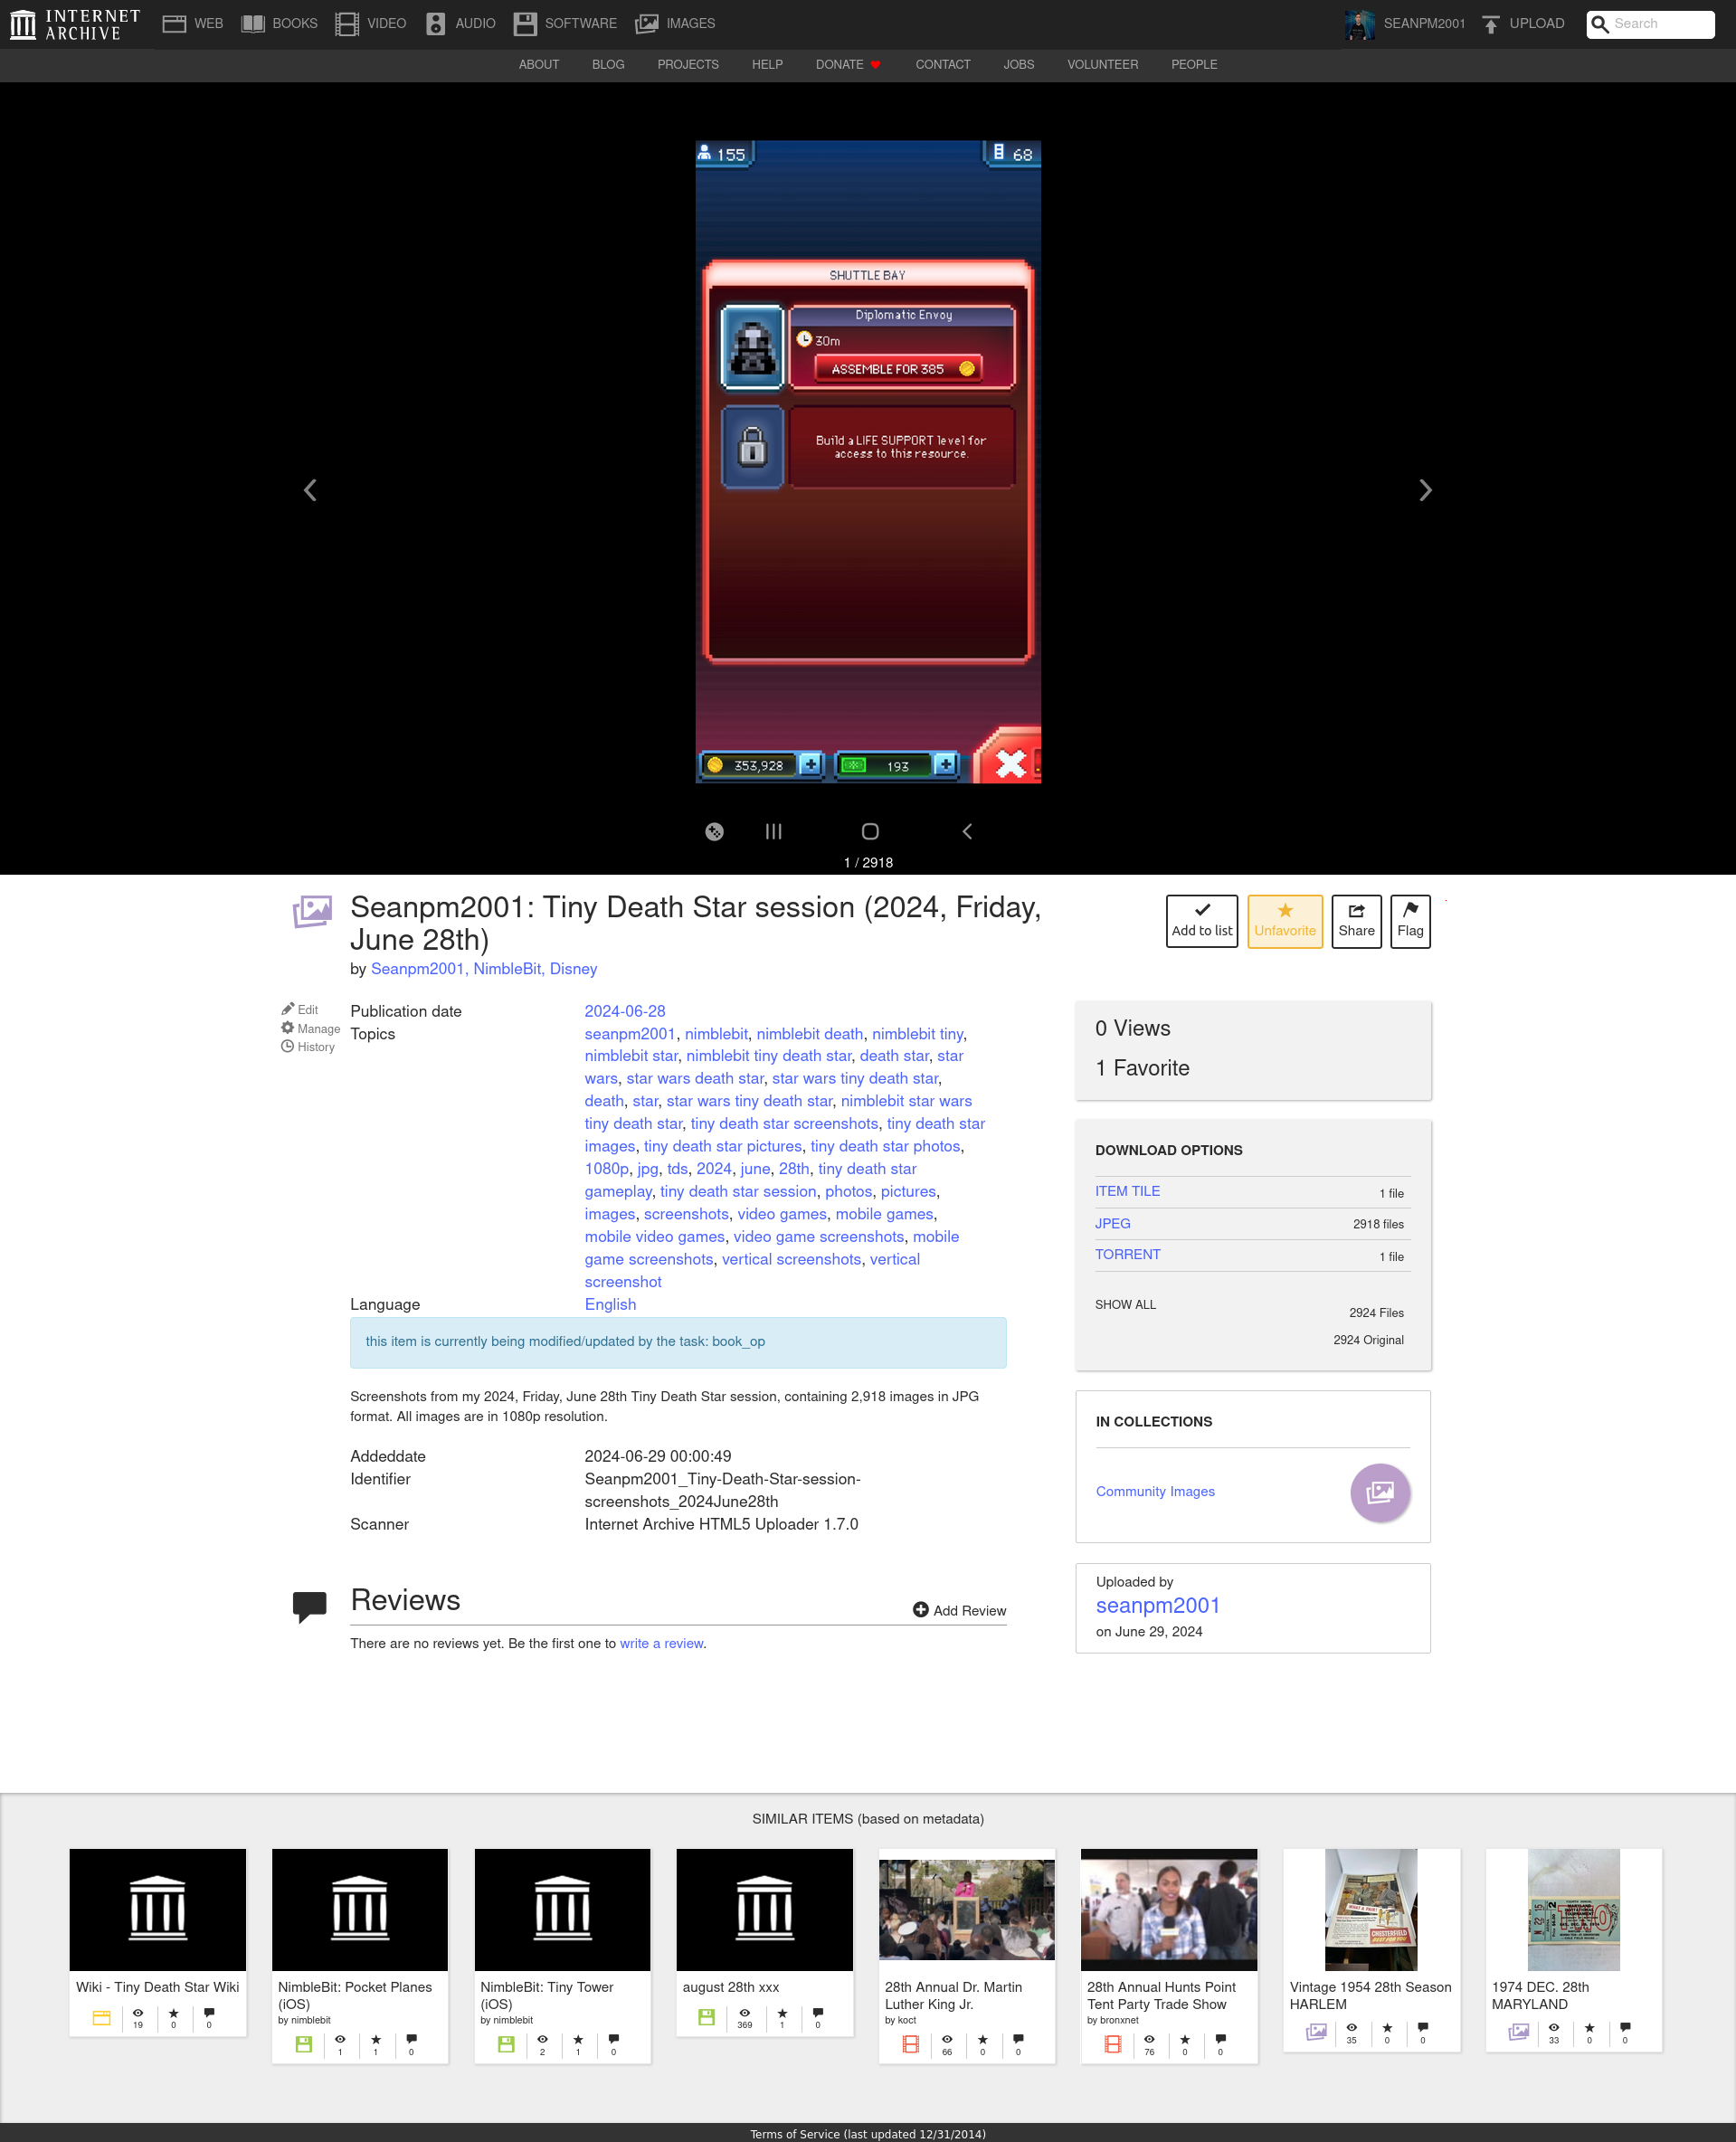 INTERNET ARCHIVE WEB BOOKS VIDEO AUDIO SOFTWARE IMAGES SEANPM2001 UPLOAD Search
ABOUT BLOG PROJECTS HELP DONATE CONTACT JOBS VOLUNTEER PEOPLE
155 68
SHUTTLE BAY
Diplomatic Envoy
30m
ASSEMBLE FOR 385
Build a LIFE SUPPORT level for
access to this resource.
353,928 193
1 / 2918
Seanpm2001: Tiny Death Star session (2024, Friday,
June 28th)
by Seanpm2001, NimbleBit, Disney
Add to list Unfavorite Share Flag
Edit
Manage
History
Publication date 2024-06-28
Topics seanpm2001, nimblebit, nimblebit death, nimblebit tiny,
nimblebit star, nimblebit tiny death star, death star, star
wars, star wars death star, star wars tiny death star,
death, star, star wars tiny death star, nimblebit star wars
tiny death star, tiny death star screenshots, tiny death star
images, tiny death star pictures, tiny death star photos,
1080p, jpg, tds, 2024, june, 28th, tiny death star
gameplay, tiny death star session, photos, pictures,
images, screenshots, video games, mobile games,
mobile video games, video game screenshots, mobile
game screenshots, vertical screenshots, vertical
screenshot
Language English
this item is currently being modified/updated by the task: book_op
Screenshots from my 2024, Friday, June 28th Tiny Death Star session, containing 2,918 images in JPG
format. All images are in 1080p resolution.
Addeddate 2024-06-29 00:00:49
Identifier Seanpm2001_Tiny-Death-Star-session-
screenshots_2024June28th
Scanner Internet Archive HTML5 Uploader 1.7.0
Reviews
Add Review
There are no reviews yet. Be the first one to write a review.
0 Views
1 Favorite
DOWNLOAD OPTIONS
ITEM TILE 1 file
JPEG 2918 files
TORRENT 1 file
SHOW ALL 2924 Files
2924 Original
IN COLLECTIONS
Community Images
Uploaded by
seanpm2001
on June 29, 2024
SIMILAR ITEMS (based on metadata)
Wiki - Tiny Death Star Wiki
19 0 0
NimbleBit: Pocket Planes
(iOS)
by nimblebit
1 1 0
NimbleBit: Tiny Tower
(iOS)
by nimblebit
2 1 0
august 28th xxx
369 1 0
28th Annual Dr. Martin
Luther King Jr.
by koct
66 0 0
28th Annual Hunts Point
Tent Party Trade Show
by bronxnet
76 0 0
CHESTERFIELD
Vintage 1954 28th Season
HARLEM
35 0 0
TWO
1974 DEC. 28th
MARYLAND
33 0 0
Terms of Service (last updated 12/31/2014)